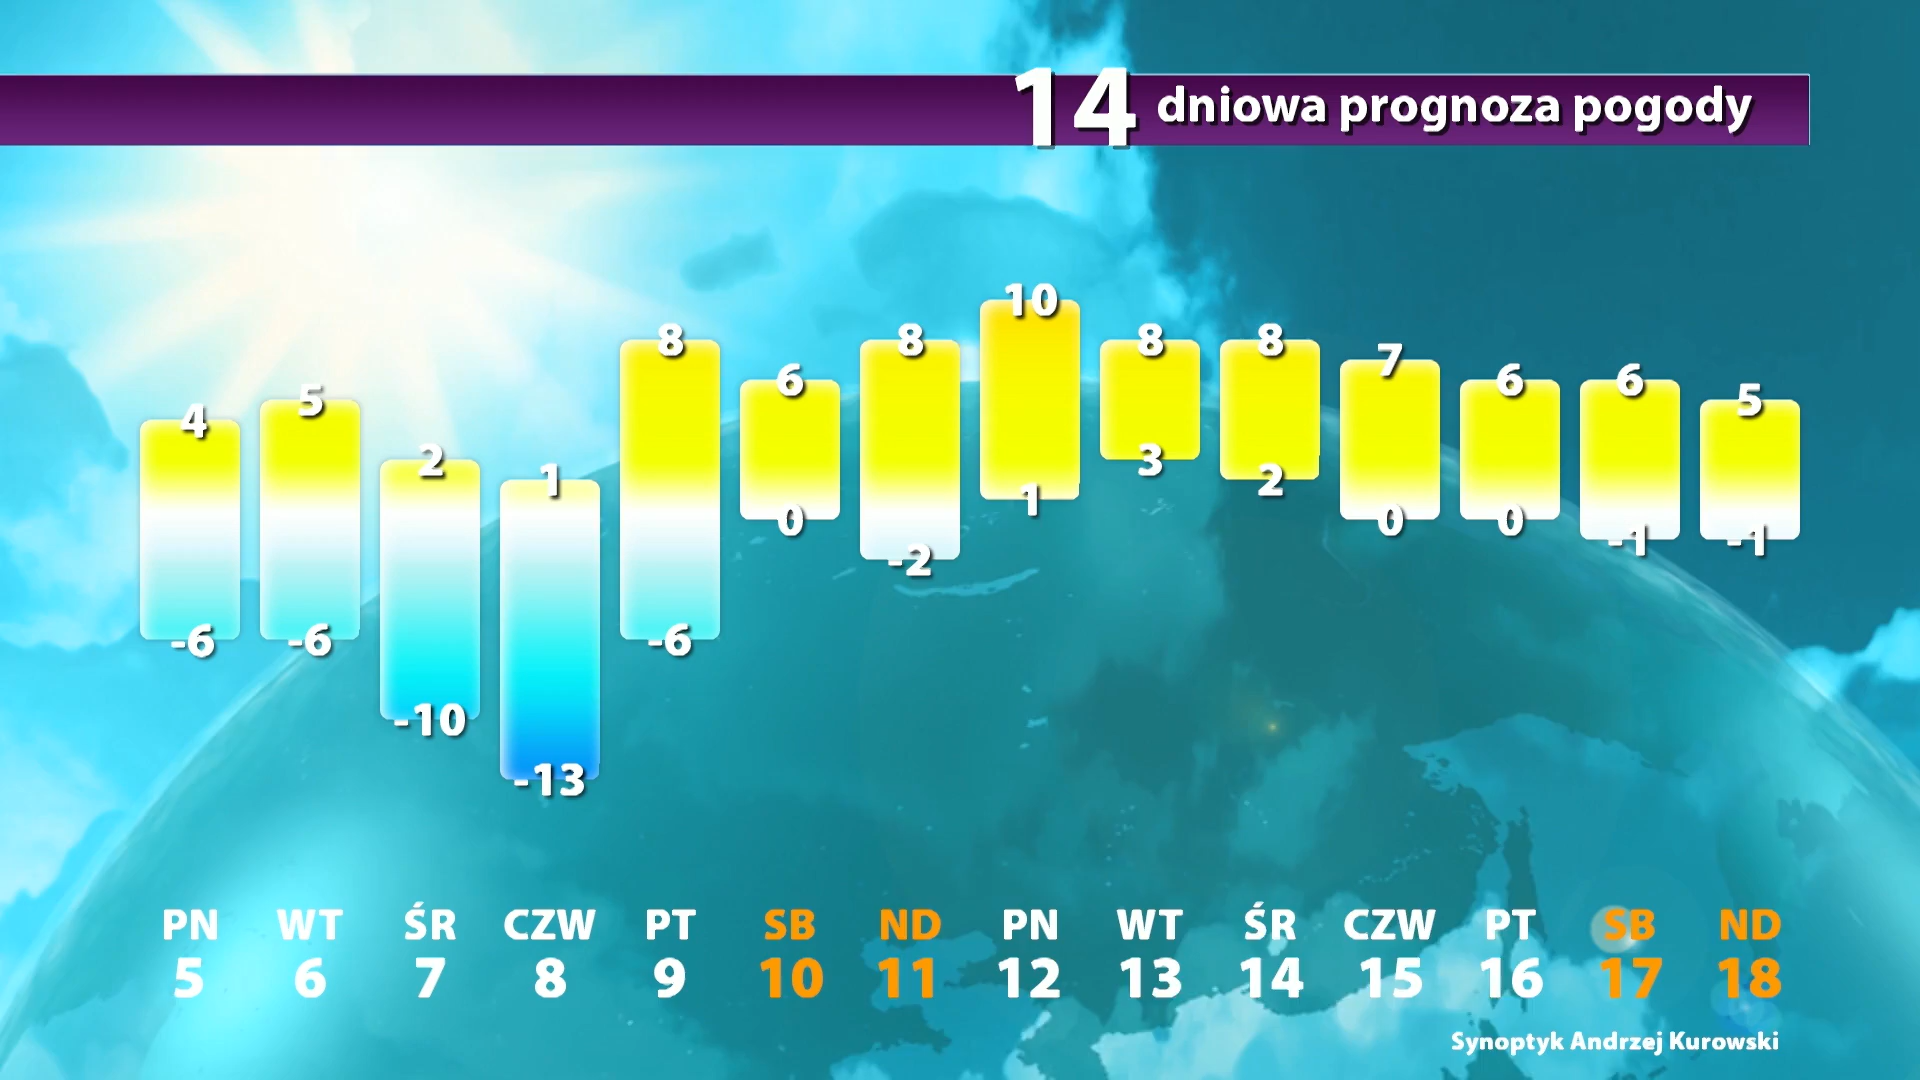 14 dniowa prognoza pogody
10
8 8 8 8
7
6 6 6
4 5 5
2 1
1 3 2
0 0 0
-2 -1 -1
-6 -6 -6
-10
-13
PN WT ŚR CZW PT SB ND PN WT ŚR CZW PT SB ND
5 6 7 8 9 10 11 12 13 14 15 16 17 18
Synoptyk Andrzej Kurowski